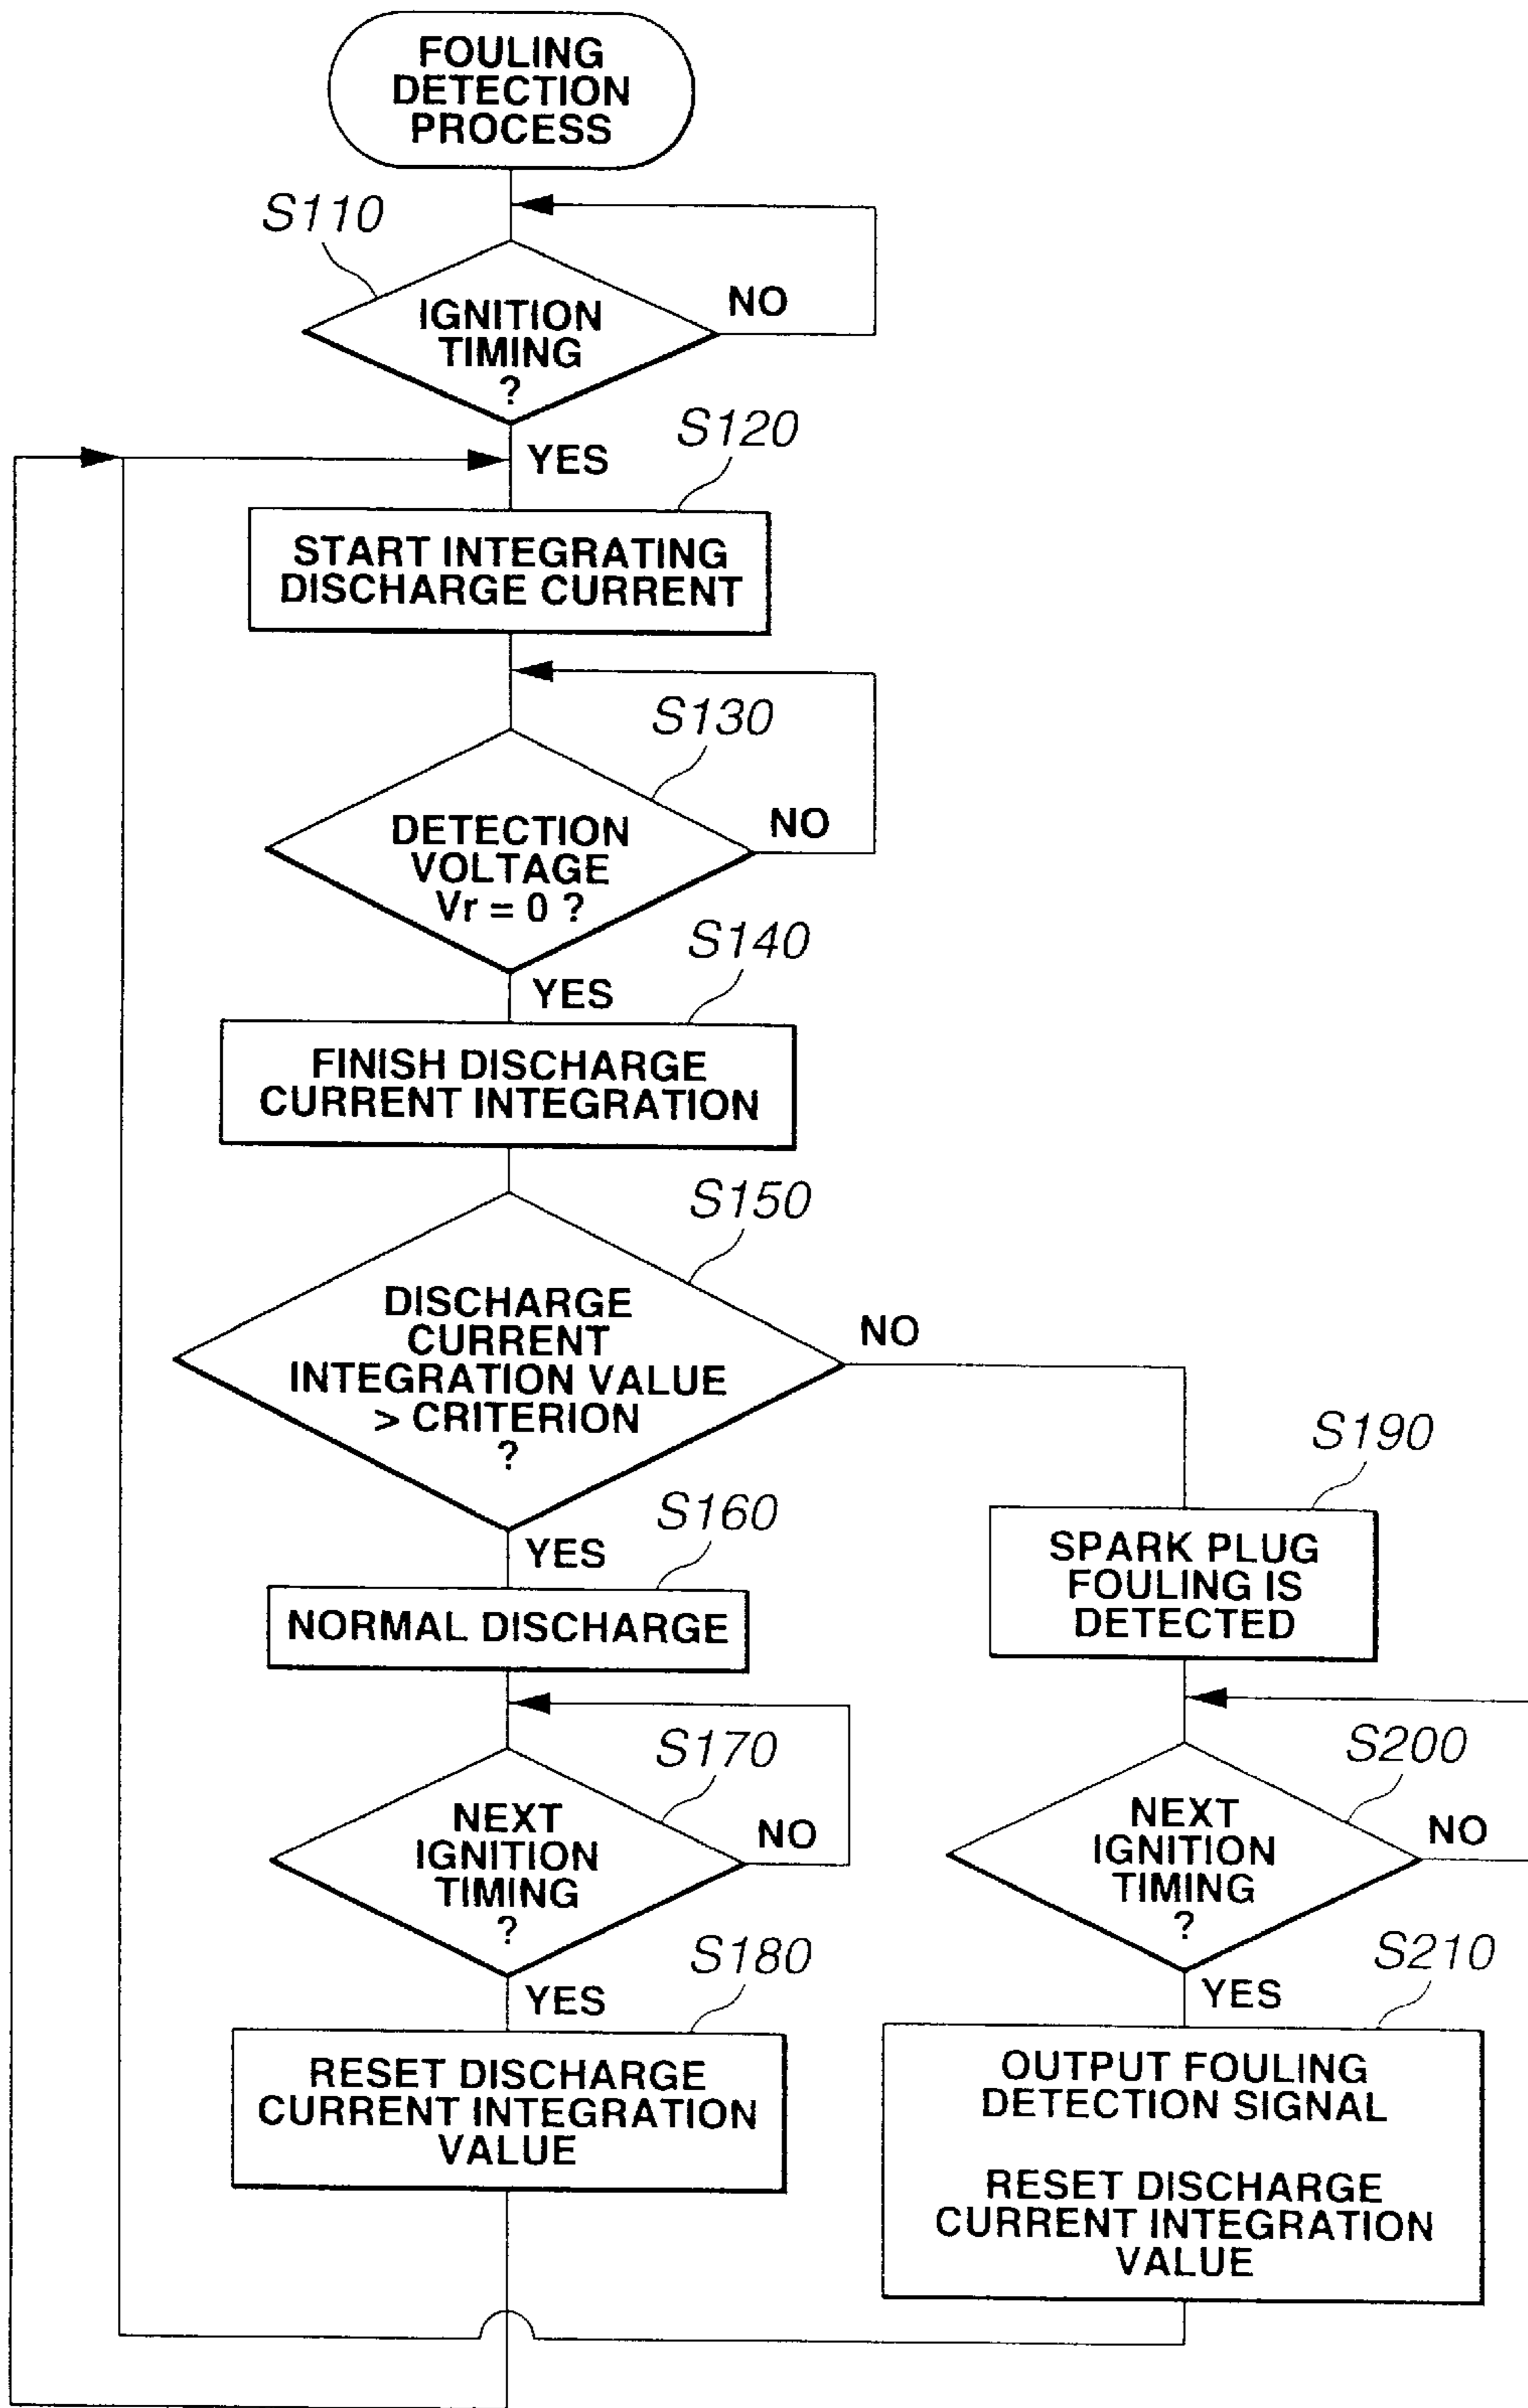 FOULING
DETECTION
PROCESS
S110
IGNITION
TIMING
?
NO
YES
S120
START INTEGRATING
DISCHARGE CURRENT
S130
DETECTION
VOLTAGE
Vr = 0 ?
NO
YES
S140
FINISH DISCHARGE
CURRENT INTEGRATION
S150
DISCHARGE
CURRENT
INTEGRATION VALUE
> CRITERION
?
NO
YES
S160
NORMAL DISCHARGE
S170
NEXT
IGNITION
TIMING
?
NO
YES
S180
RESET DISCHARGE
CURRENT INTEGRATION
VALUE
S190
SPARK PLUG
FOULING IS
DETECTED
S200
NEXT
IGNITION
TIMING
?
NO
YES
S210
OUTPUT FOULING
DETECTION SIGNAL
RESET DISCHARGE
CURRENT INTEGRATION
VALUE